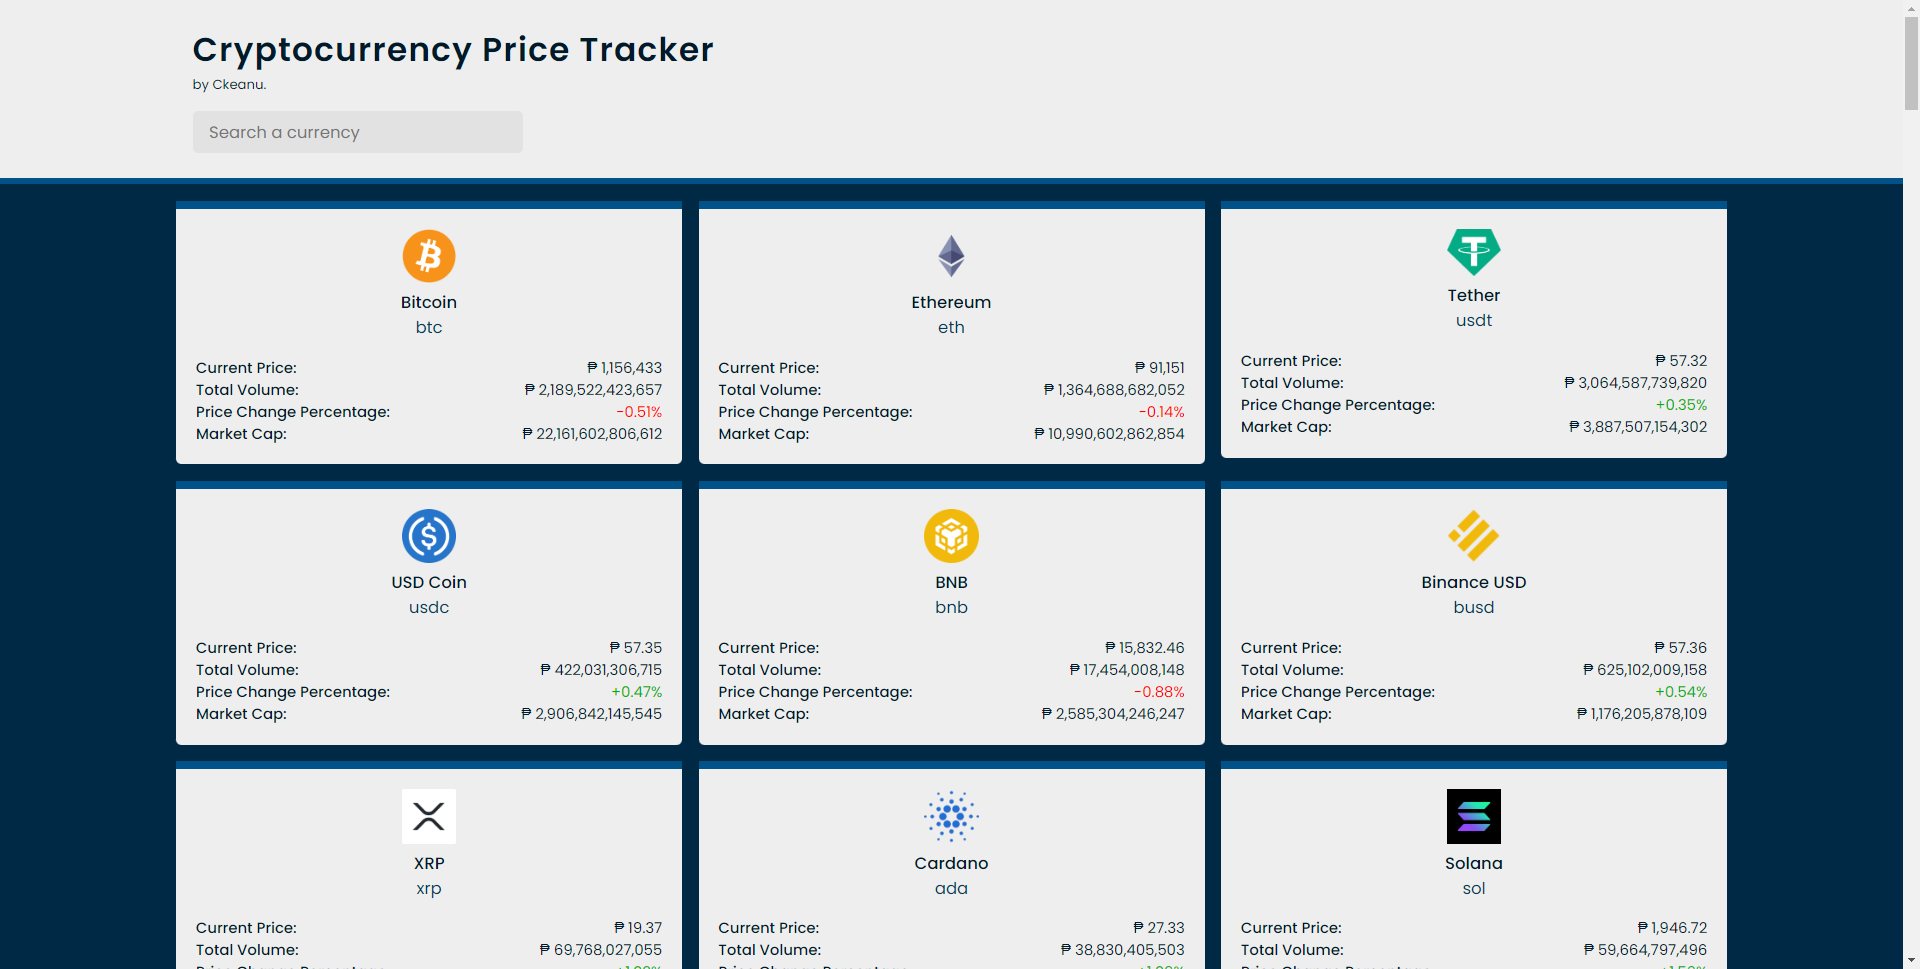 Cryptocurrency Price Tracker
by Ckeanu.
Search a currency
Bitcoin
btc
Current Price: ₱ 1,156,433
Total Volume: ₱ 2,189,522,423,657
Price Change Percentage: -0.51%
Market Cap: ₱ 22,161,602,806,612
Ethereum
eth
Current Price: ₱ 91,151
Total Volume: ₱ 1,364,688,682,052
Price Change Percentage: -0.14%
Market Cap: ₱ 10,990,602,862,854
Tether
usdt
Current Price: ₱ 57.32
Total Volume: ₱ 3,064,587,739,820
Price Change Percentage: +0.35%
Market Cap: ₱ 3,887,507,154,302
USD Coin
usdc
Current Price: ₱ 57.35
Total Volume: ₱ 422,031,306,715
Price Change Percentage: +0.47%
Market Cap: ₱ 2,906,842,145,545
BNB
bnb
Current Price: ₱ 15,832.46
Total Volume: ₱ 17,454,008,148
Price Change Percentage: -0.88%
Market Cap: ₱ 2,585,304,246,247
Binance USD
busd
Current Price: ₱ 57.36
Total Volume: ₱ 625,102,009,158
Price Change Percentage: +0.54%
Market Cap: ₱ 1,176,205,878,109
XRP
xrp
Current Price: ₱ 19.37
Total Volume: ₱ 69,768,027,055
Price Change Percentage:
Cardano
ada
Current Price: ₱ 27.33
Total Volume: ₱ 38,830,405,503
Price Change Percentage:
Solana
sol
Current Price: ₱ 1,946.72
Total Volume: ₱ 59,664,797,496
Price Change Percentage: